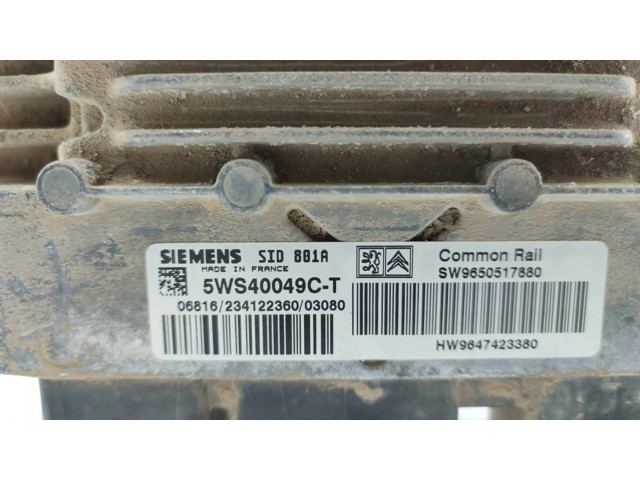 SIEMENS SID 801A
MADE IN FRANCE
5WS40049C-T
06816/234122360/03080
Common Rail
SW9650517880
HW9647423380